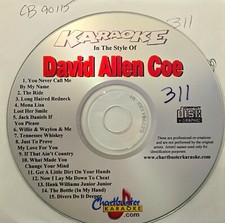 CB 90115
311
KARAOKE
In The Style Of
David Allen Coe
1. You Never Call Me
By My Name
2. The Ride
3. Long Haired Redneck
4. Mona Lisa
Lost Her Smile
5. Jack Daniels If
You Please
6. Willie & Waylon & Me
7. Tennessee Whiskey
8. Just To Prove
My Love For You
9. If That Ain't Country
10. What Made You
Change Your Mind
11. Get A Little Dirt On Your Hands
12. Now I Lay Me Down To Cheat
13. Hank Williams Junior Junior
14. The Bottle (In My Hand)
15. Divers Do It Deeper
311
COMPACT
disc
www.chartbusterkaraoke.com
Chartbuster
KARAOKE.COM